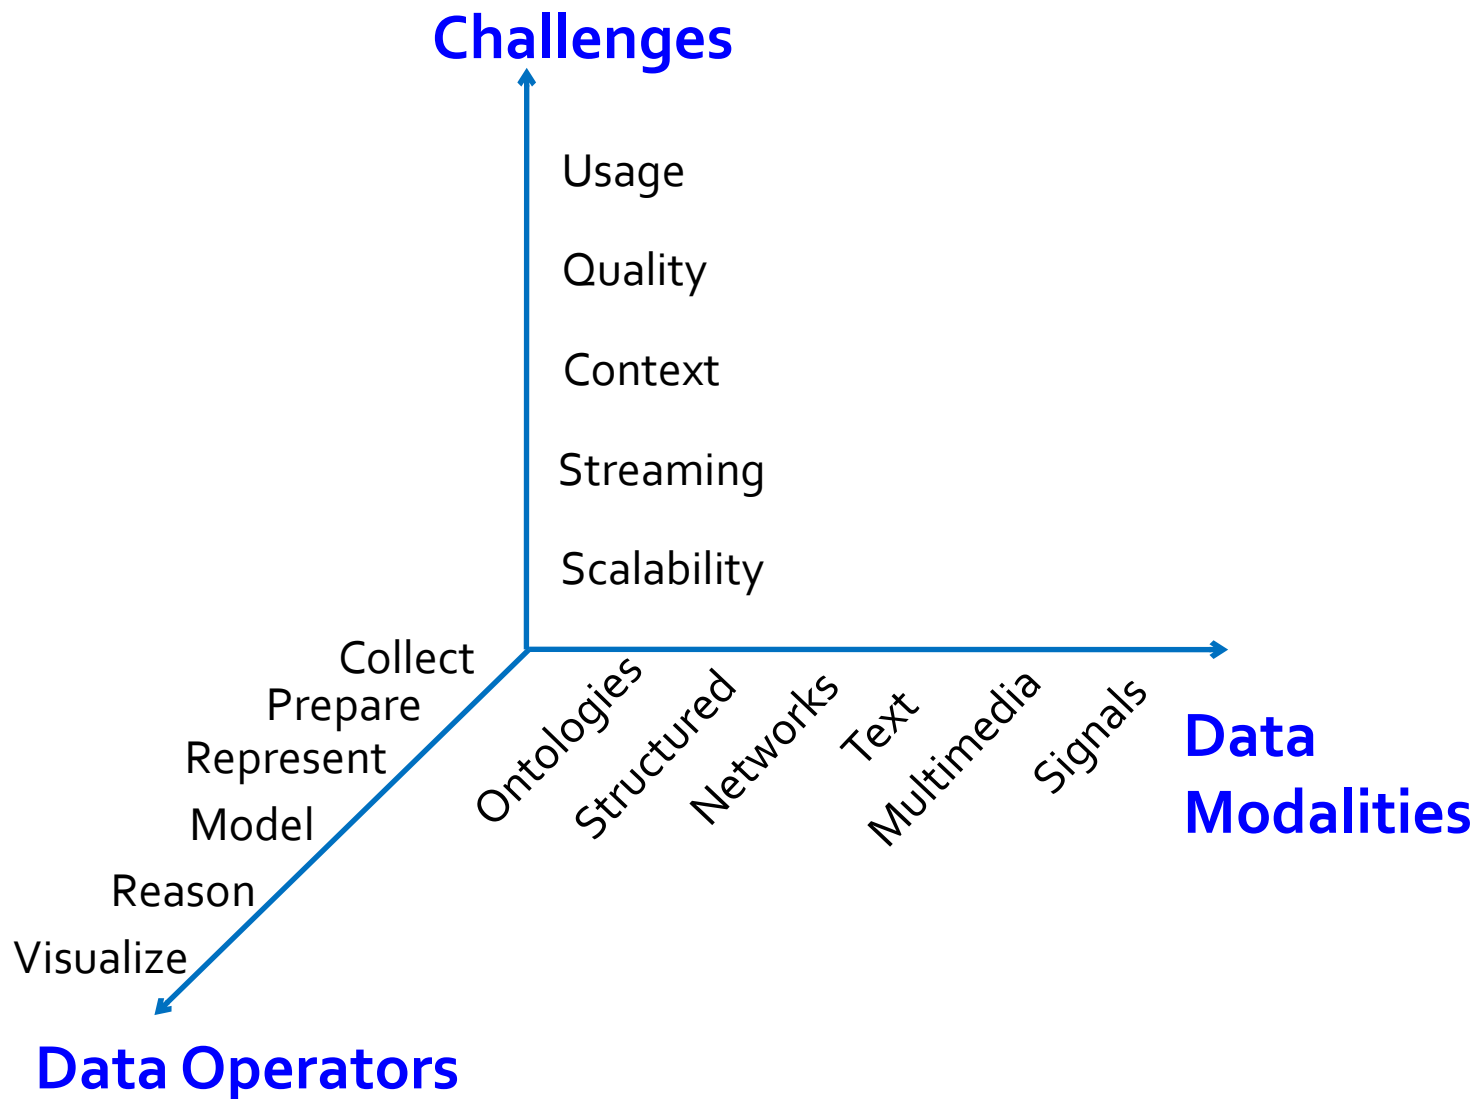 Challenges
Usage
Quality
Context
Streaming
Scalability
Collect
Prepare
Represent
Model
Reason
Visualize
Data Operators
Ontologies
Structured
Networks
Text
Multimedia
Signals
Data
Modalities